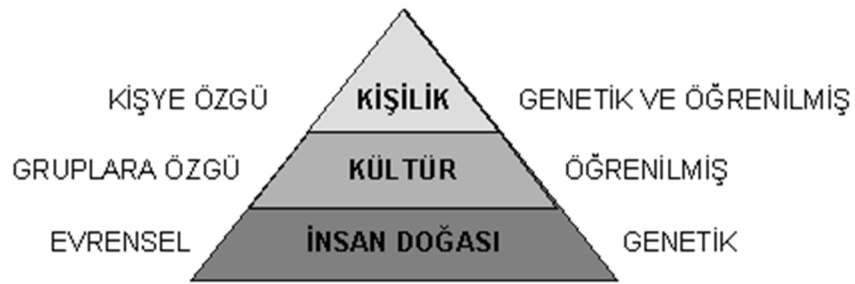 KİŞYE ÖZGÜ KİŞİLİK GENETİK VE ÖĞRENİLMİŞ
GRUPLARA ÖZGÜ KÜLTÜR ÖĞRENİLMİŞ
EVRENSEL İNSAN DOĞASI GENETİK